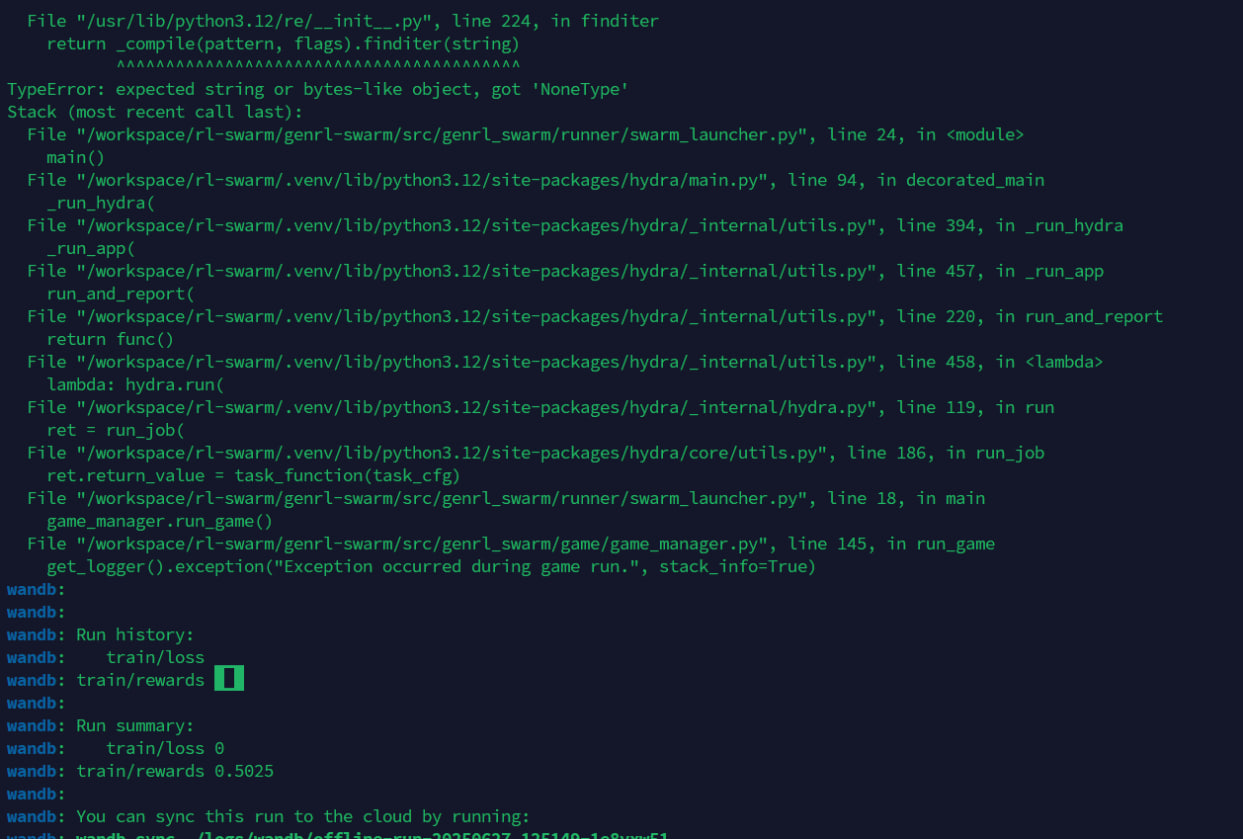 File "/usr/lib/python3.12/re/__init__.py", line 224, in finditer
return _compile(pattern, flags).finditer(string)
^^^^^^^^^^^^^^^^^^^^^^^^^^^^^^^^^^^^^^^^^
TypeError: expected string or bytes-like object, got 'NoneType'
Stack (most recent call last):
File "/workspace/rl-swarm/genrl-swarm/src/genrl_swarm/runner/swarm_launcher.py", line 24, in <module>
main()
File "/workspace/rl-swarm/.venv/lib/python3.12/site-packages/hydra/main.py", line 94, in decorated_main
_run_hydra(
File "/workspace/rl-swarm/.venv/lib/python3.12/site-packages/hydra/_internal/utils.py", line 394, in _run_hydra
_run_app(
File "/workspace/rl-swarm/.venv/lib/python3.12/site-packages/hydra/_internal/utils.py", line 457, in _run_app
run_and_report(
File "/workspace/rl-swarm/.venv/lib/python3.12/site-packages/hydra/_internal/utils.py", line 220, in run_and_report
return func()
File "/workspace/rl-swarm/.venv/lib/python3.12/site-packages/hydra/_internal/utils.py", line 458, in <lambda>
lambda: hydra.run(
File "/workspace/rl-swarm/.venv/lib/python3.12/site-packages/hydra/_internal/hydra.py", line 119, in run
ret = run_job(
File "/workspace/rl-swarm/.venv/lib/python3.12/site-packages/hydra/core/utils.py", line 186, in run_job
ret.return_value = task_function(task_cfg)
File "/workspace/rl-swarm/genrl-swarm/src/genrl_swarm/runner/swarm_launcher.py", line 18, in main
game_manager.run_game()
File "/workspace/rl-swarm/genrl-swarm/src/genrl_swarm/game/game_manager.py", line 145, in run_game
get_logger().exception("Exception occurred during game run.", stack_info=True)
wandb:
wandb:
wandb: Run history:
wandb: train/loss
wandb: train/rewards
wandb:
wandb: Run summary:
wandb: train/loss 0
wandb: train/rewards 0.5025
wandb:
wandb: You can sync this run to the cloud by running:
wandb: wandb sync